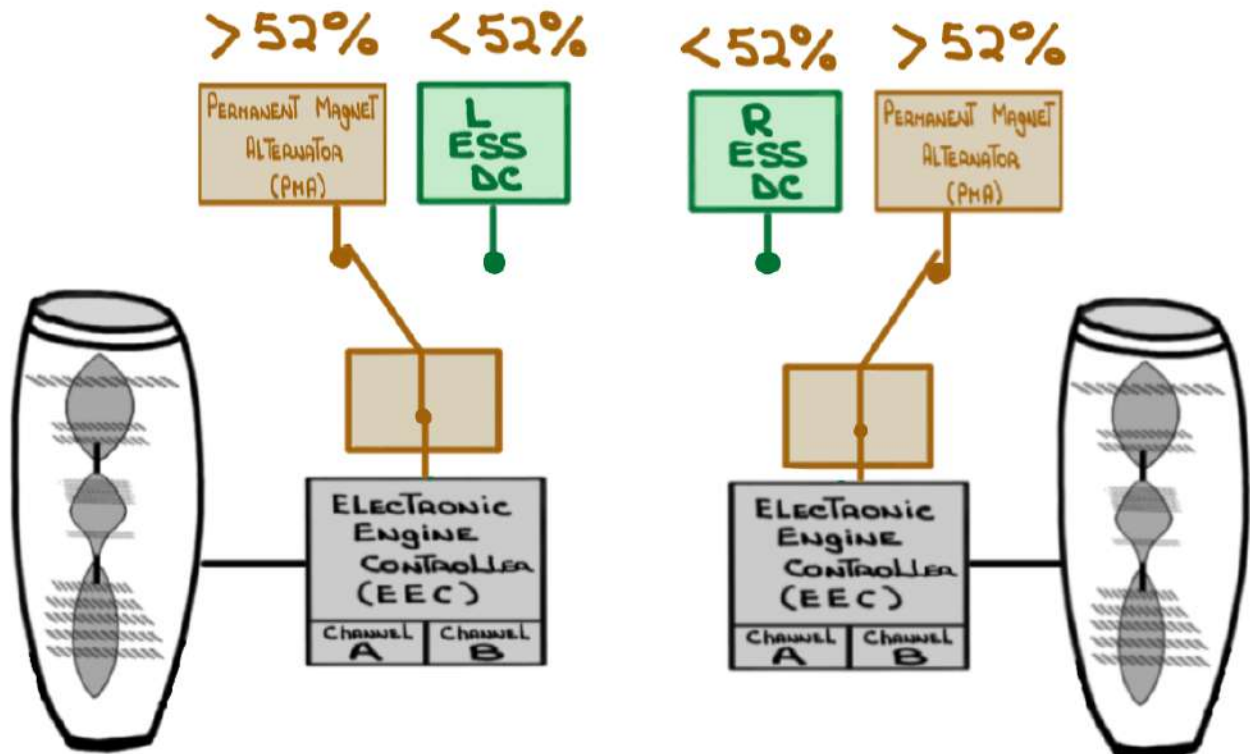 >52%
<52%
<52%
>52%
PERMANENT MAGNET
ALTERNATOR
(PMA)
L
ESS
DC
R
ESS
DC
PERMANENT MAGNET
ALTERNATOR
(PMA)
ELECTRONIC
ENGINE
CONTROLLER
(EEC)
CHANNEL
A
CHANNEL
B
ELECTRONIC
ENGINE
CONTROLLER
(EEC)
CHANNEL
A
CHANNEL
B